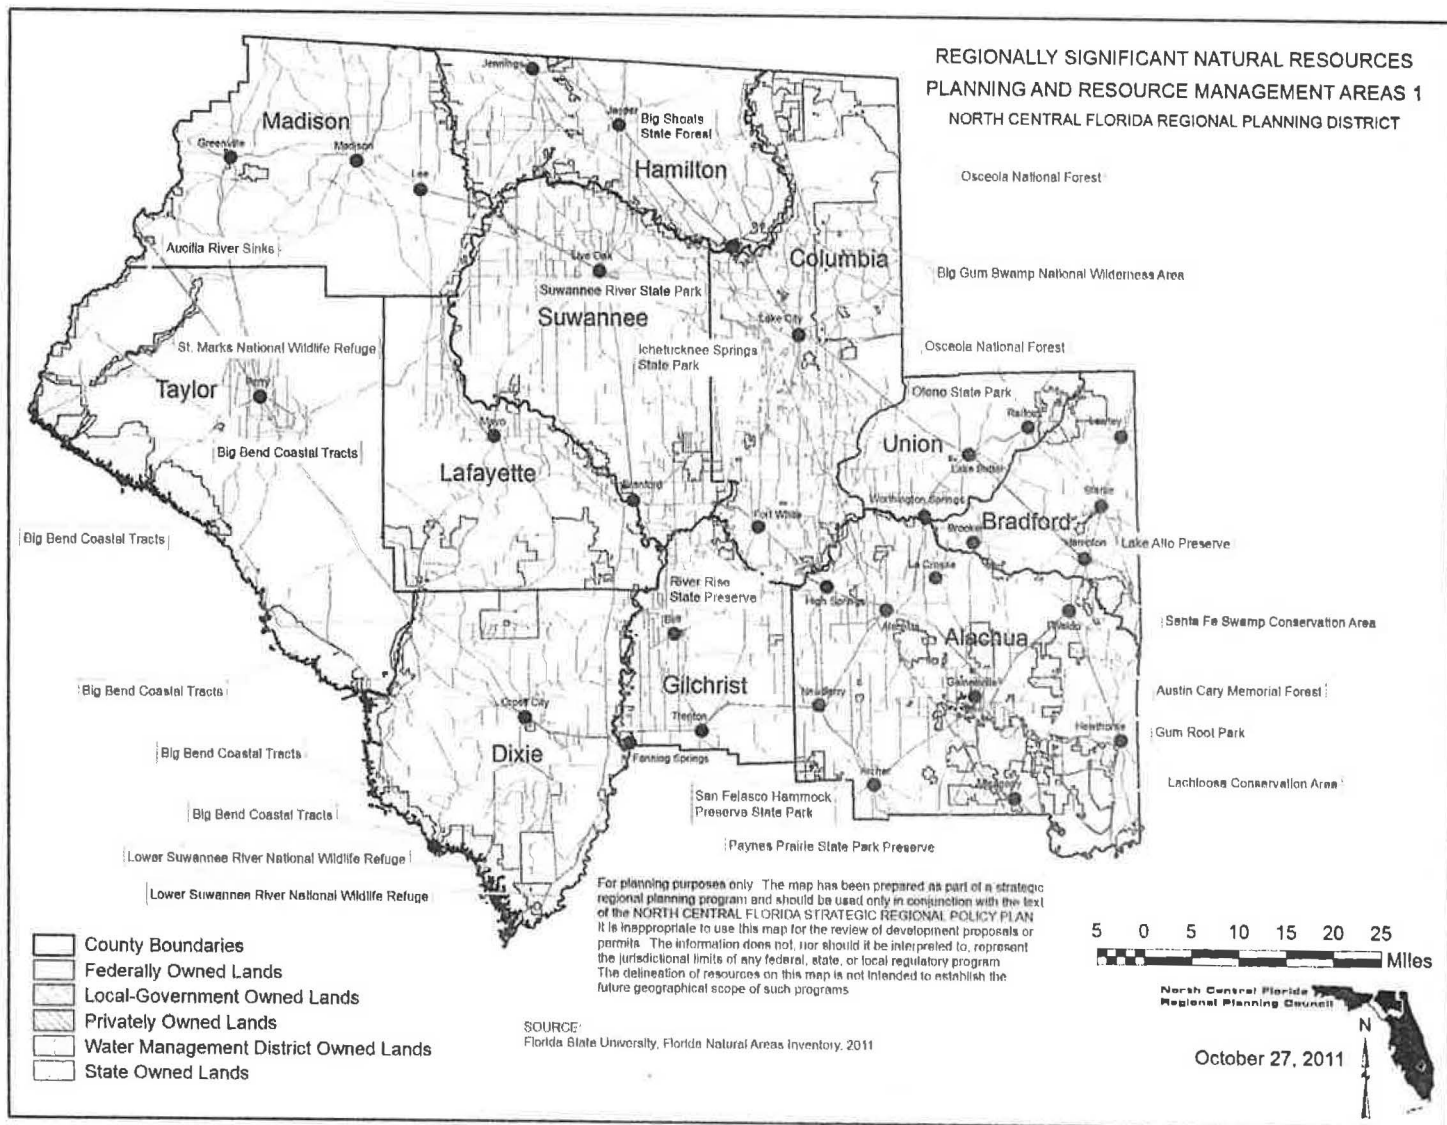 REGIONALLY SIGNIFICANT NATURAL RESOURCES
PLANNING AND RESOURCE MANAGEMENT AREAS 1
NORTH CENTRAL FLORIDA REGIONAL PLANNING DISTRICT
Jennings
Jasper
Big Shoals
State Forest
Hamilton
Madison
Greenville
Madison
Lee
Osceola National Forest
Aucilla River Sinks
Live Oak
Columbia
Big Gum Swamp National Wilderness Area
Suwannee River State Park
Suwannee
Lake City
St. Marks National Wildlife Refuge
Ichetucknee Springs
State Park
Osceola National Forest
Taylor
Perry
Oleno State Park
Raiford
Lawtey
Mayo
Union
Big Bend Coastal Tracts
Lake Butler
Lafayette
Branford
Worthington Springs
Starke
Fort White
Bradford
Brooker
Hampton
Big Bend Coastal Tracts
Lake Alto Preserve
La Crosse
River Rise
State Preserve
High Springs
Alachua
Waldo
Bell
Alachua
Santa Fe Swamp Conservation Area
Gilchrist
Gainesville
Big Bend Coastal Tracts
Austin Cary Memorial Forest
Cross City
Newberry
Trenton
Hawthorne
Gum Root Park
Big Bend Coastal Tracts
Dixie
Fanning Springs
Archer
Micanopy
Lochloosa Conservation Area
San Felasco Hammock
Preserve State Park
Big Bend Coastal Tracts
Paynes Prairie State Park Preserve
Lower Suwannee River National Wildlife Refuge
Lower Suwannee River National Wildlife Refuge
For planning purposes only The map has been prepared as part of a strategic
regional planning program and should be used only in conjunction with the text
of the NORTH CENTRAL FLORIDA STRATEGIC REGIONAL POLICY PLAN
It is inappropriate to use this map for the review of development proposals or
permits The information does not, nor should it be interpreted to, represent
the jurisdictional limits of any federal, state, or local regulatory program
The delineation of resources on this map is not intended to establish the
future geographical scope of such programs
County Boundaries
Federally Owned Lands
Local-Government Owned Lands
Privately Owned Lands
Water Management District Owned Lands
State Owned Lands
SOURCE:
Florida State University, Florida Natural Areas Inventory, 2011
5 0 5 10 15 20 25
Miles
North Central Florida
Regional Planning Council
N
October 27, 2011